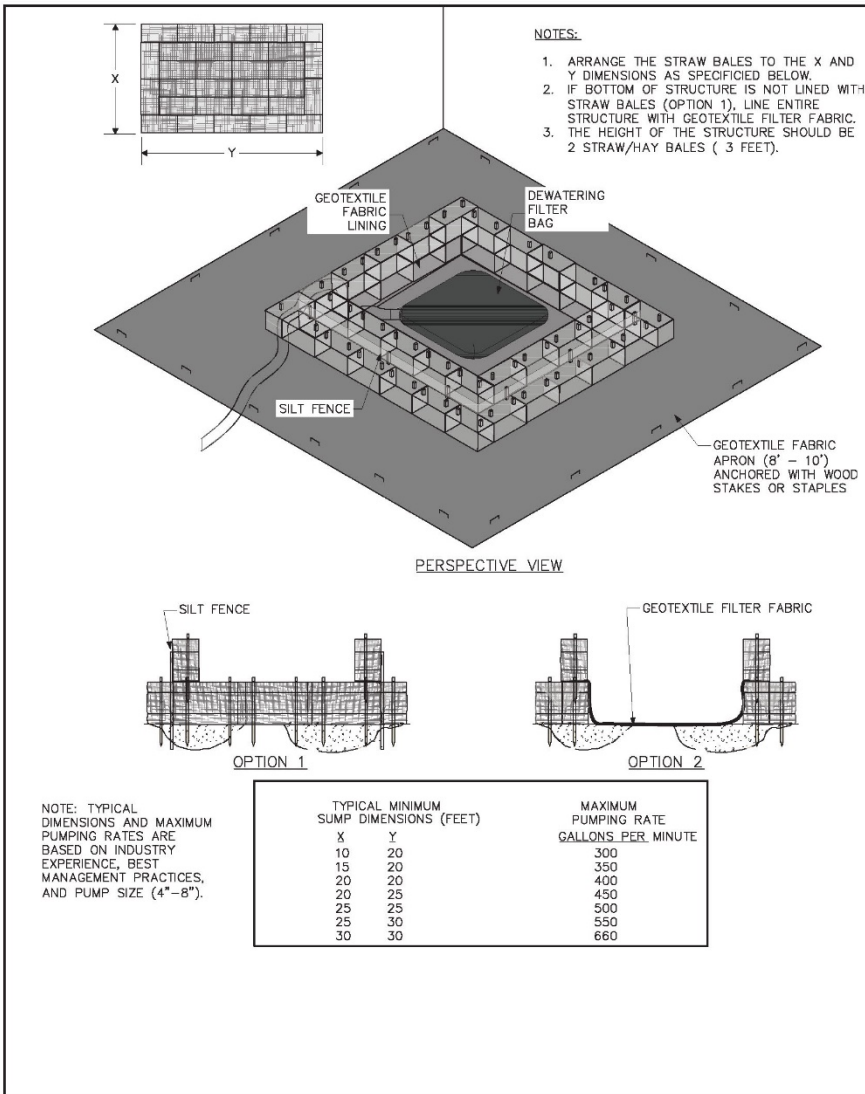 NOTES:
1. ARRANGE THE STRAW BALES TO THE X AND
Y DIMENSIONS AS SPECIFICIED BELOW.
2. IF BOTTOM OF STRUCTURE IS NOT LINED WITH
STRAW BALES (OPTION 1), LINE ENTIRE
STRUCTURE WITH GEOTEXTILE FILTER FABRIC.
3. THE HEIGHT OF THE STRUCTURE SHOULD BE
2 STRAW/HAY BALES ( 3 FEET).
X
Y
GEOTEXTILE
FABRIC
LINING
DEWATERING
FILTER
BAG
SILT FENCE
GEOTEXTILE FABRIC
APRON (8' - 10')
ANCHORED WITH WOOD
STAKES OR STAPLES
PERSPECTIVE VIEW
SILT FENCE
GEOTEXTILE FILTER FABRIC
OPTION 1
OPTION 2
NOTE: TYPICAL
DIMENSIONS AND MAXIMUM
PUMPING RATES ARE
BASED ON INDUSTRY
EXPERIENCE, BEST
MANAGEMENT PRACTICES,
AND PUMP SIZE (4"-8").
TYPICAL MINIMUM
SUMP DIMENSIONS (FEET)
MAXIMUM
PUMPING RATE
X Y GALLONS PER MINUTE
10 20 300
15 20 350
20 20 400
20 25 450
25 25 500
25 30 550
30 30 660